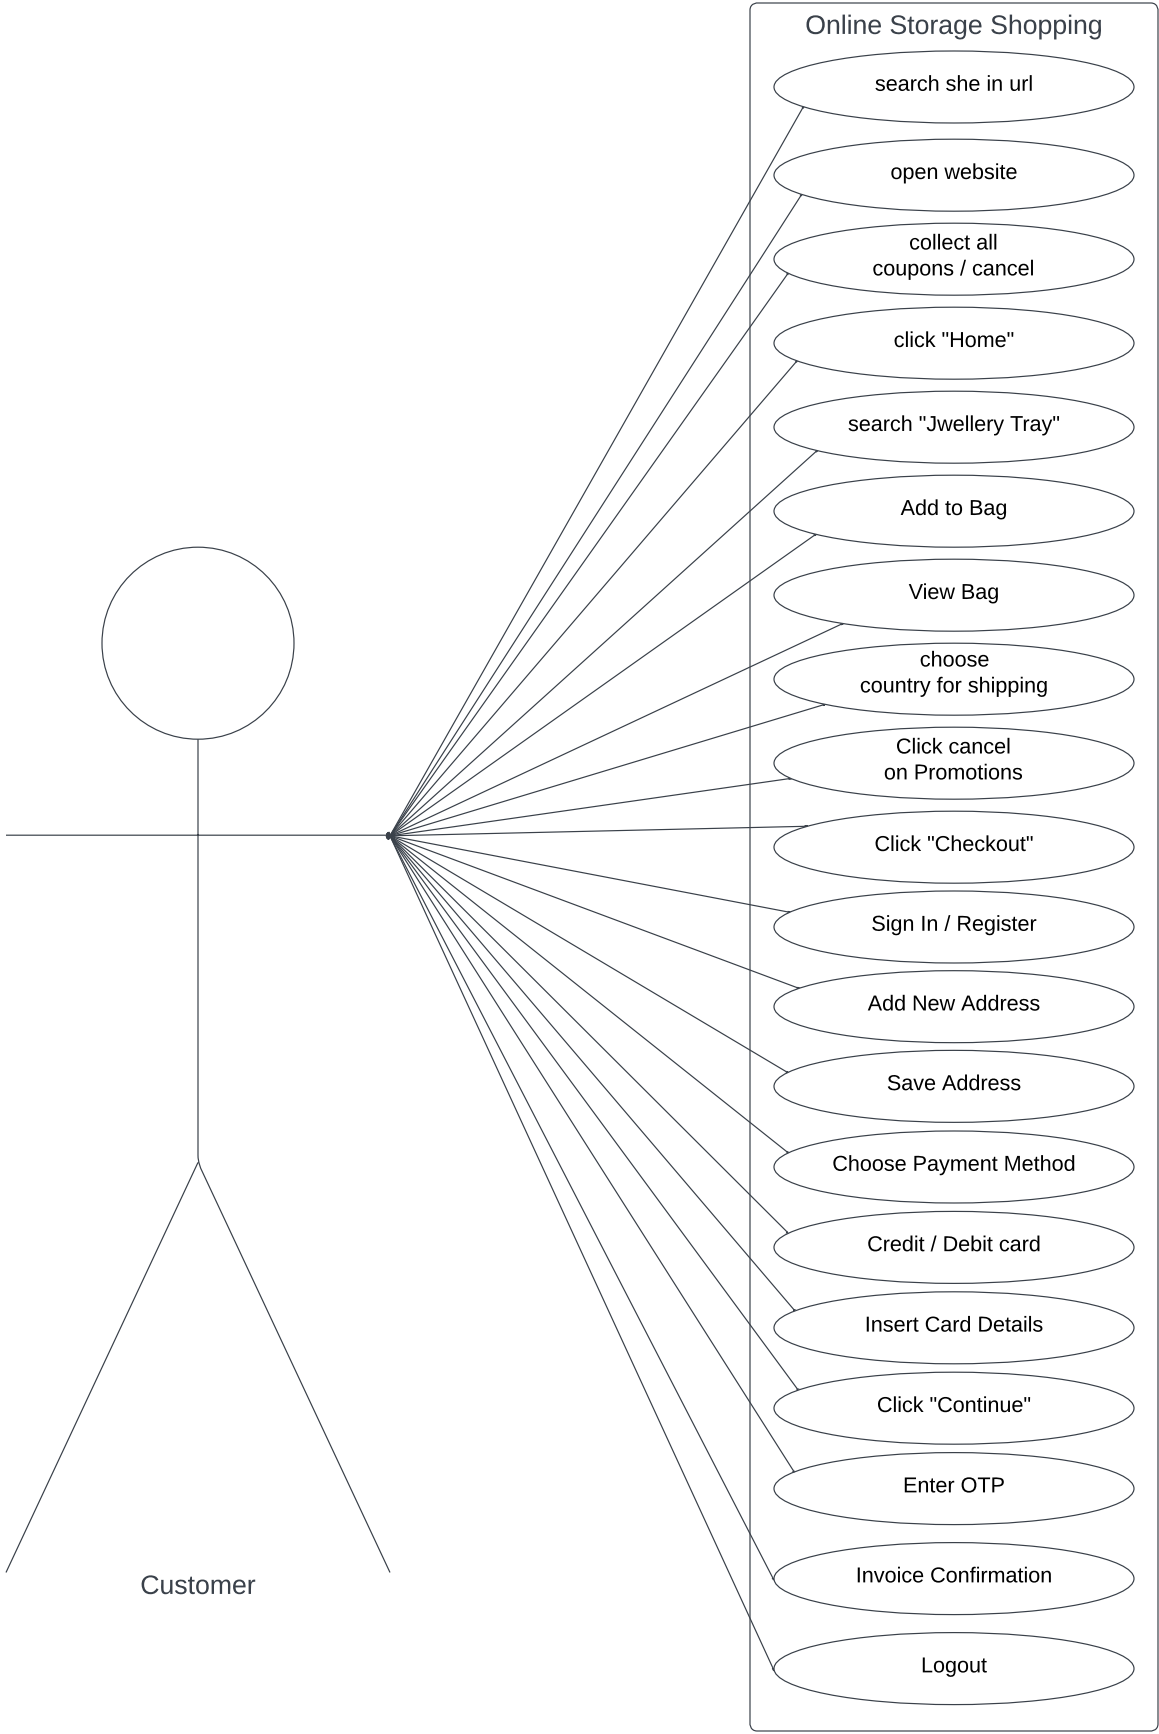 Online Storage Shopping
search she in url
open website
collect all
coupons / cancel
click "Home"
search "Jwellery Tray"
Add to Bag
View Bag
choose
country for shipping
Click cancel
on Promotions
Click "Checkout"
Sign In / Register
Add New Address
Save Address
Choose Payment Method
Credit / Debit card
Insert Card Details
Click "Continue"
Enter OTP
Invoice Confirmation
Logout
Customer